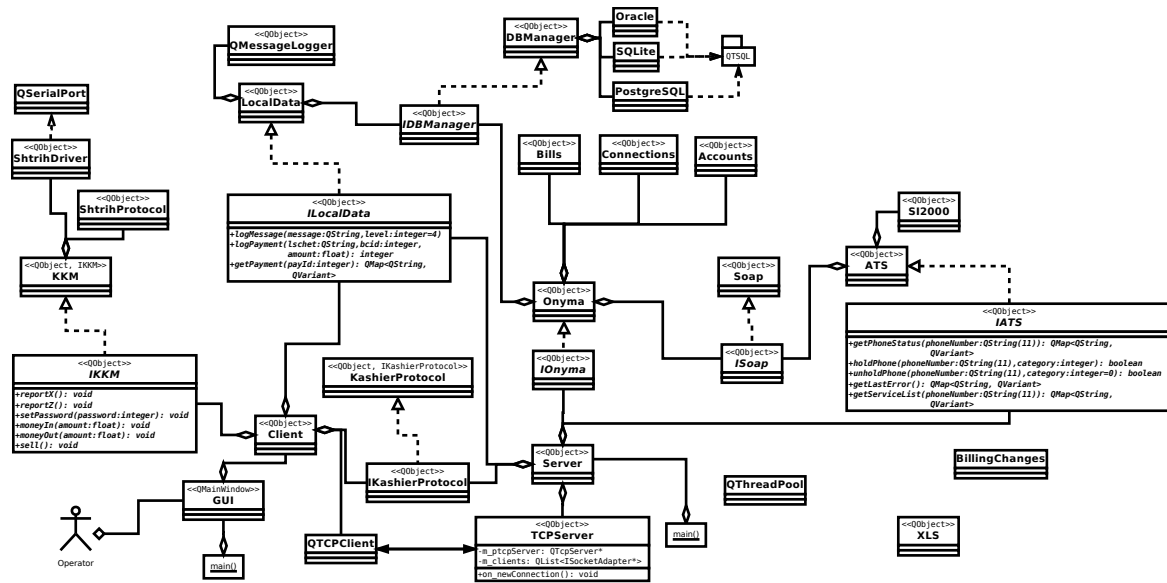 <<QObject>>
QMessageLogger
<<QObject>>
DBManager
Oracle
SQLite
PostgreSQL
QTSQL
QSerialPort
<<QObject>>
LocalData
<<QObject>>
IDBManager
<<QObject>>
ShtrihDriver
<<QObject>>
ShtrihProtocol
<<QObject>>
Bills
<<QObject>>
Connections
<<QObject>>
Accounts
<<QObject>>
ILocalData
+logMessage(message:QString,level:integer=4)
+logPayment(lschet:QString,bcid:integer,
amount:float): integer
+getPayment(payId:integer): QMap<QString,
QVariant>
<<QObject>>
SI2000
<<QObject, IKKM>>
KKM
<<QObject>>
Onyma
<<QObject>>
Soap
<<QObject>>
ATS
<<QObject>>
IATS
+getPhoneStatus(phoneNumber:QString(11)): QMap<QString,
QVariant>
+holdPhone(phoneNumber:QString(11),category:integer): boolean
+unholdPhone(phoneNumber:QString(11),category:integer=0): boolean
+getLastError(): QMap<QString, QVariant>
+getServiceList(phoneNumber:QString(11)): QMap<QString,
QVariant>
<<QObject>>
IKKM
+reportX(): void
+reportZ(): void
+setPassword(password:integer): void
+moneyIn(amount:float): void
+moneyOut(amount:float): void
+sell(): void
<<QObject, IKashierProtocol>>
KashierProtocol
<<QObject>>
IOnyma
<<QObject>>
ISoap
<<QObject>>
Client
<<QObject>>
IKashierProtocol
<<QObject>>
Server
<<QObject>>
BillingChanges
<<QObject>>
QThreadPool
<<QMainWindow>>
GUI
Operator
main()
QTCPClient
<<QObject>>
TCPServer
-m_ptcpServer: QTcpServer*
-m_clients: QList<ISocketAdapter*>
+on_newConnection(): void
main()
<<QObject>>
XLS